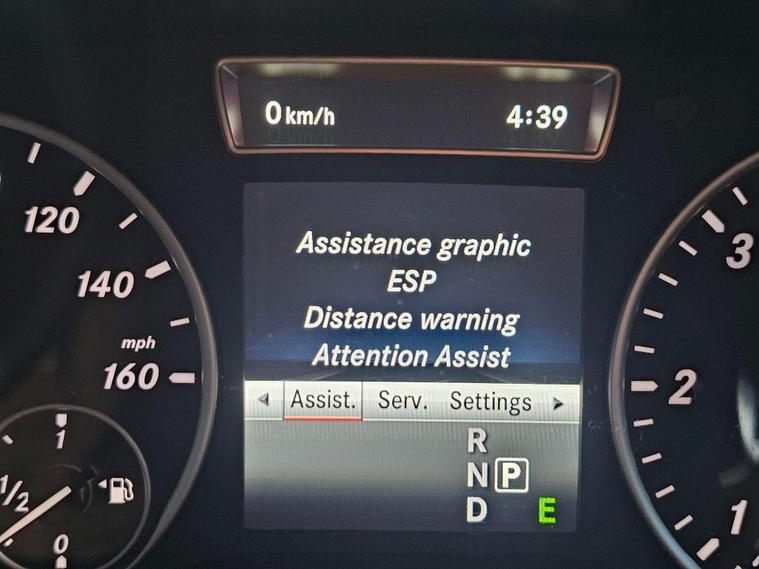 0 km/h 4:39
Assistance graphic
ESP
Distance warning
Attention Assist
Assist. Serv. Settings
R
N P
D E
120
140
mph
160
1
1/2
0
3
2
1